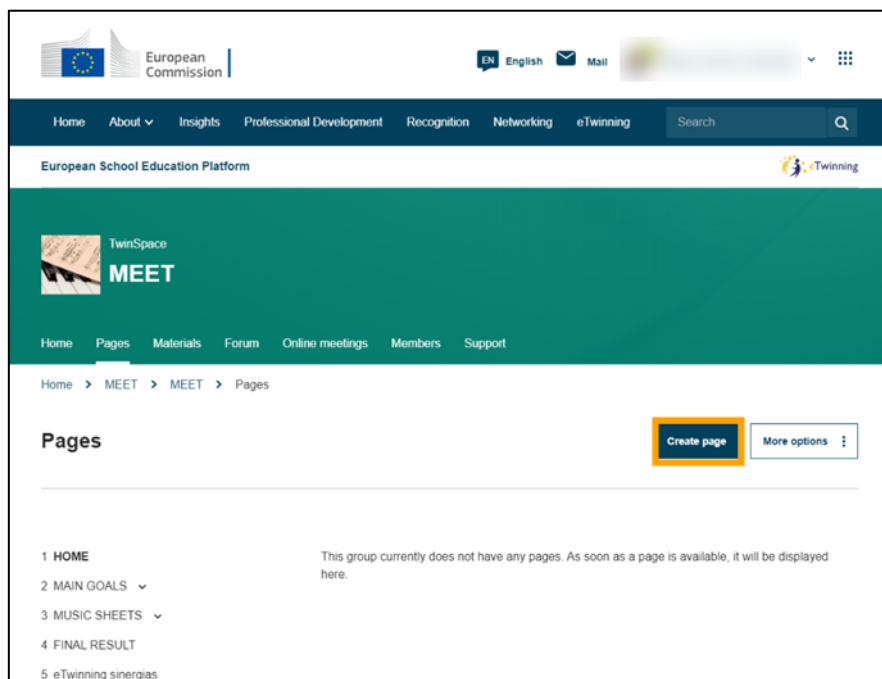 European
Commission
EN English Mail
Home About Insights Professional Development Recognition Networking eTwinning Search
European School Education Platform
eTwinning
TwinSpace
MEET
Home Pages Materials Forum Online meetings Members Support
Home > MEET > MEET > Pages
Pages
Create page
More options
1 HOME
This group currently does not have any pages. As soon as a page is available, it will be displayed
here.
2 MAIN GOALS
3 MUSIC SHEETS
4 FINAL RESULT
5 eTwinning sinergias